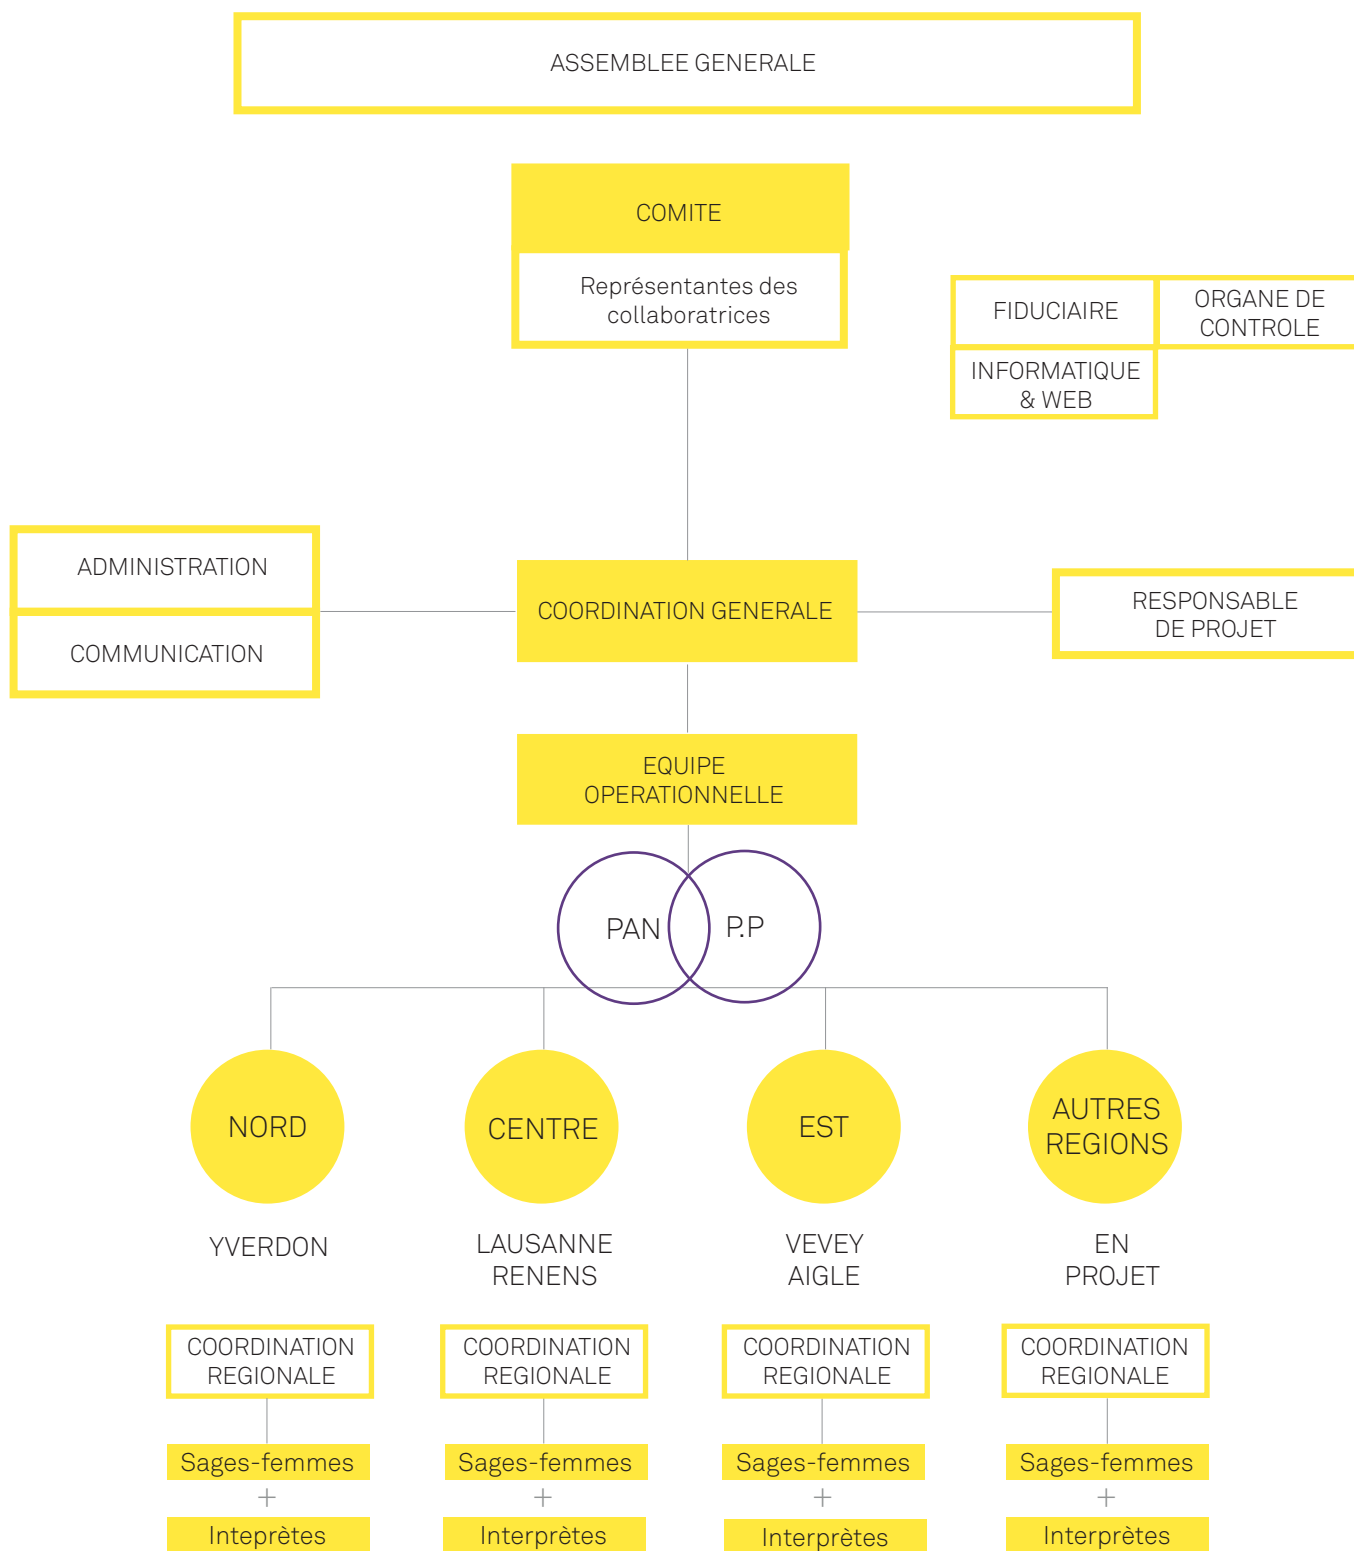 ASSEMBLEE GENERALE
COMITE
Représentantes des
collaboratrices
FIDUCIAIRE
ORGANE DE
CONTROLE
INFORMATIQUE
& WEB
ADMINISTRATION
COMMUNICATION
COORDINATION GENERALE
RESPONSABLE
DE PROJET
EQUIPE
OPERATIONNELLE
PAN
P.P
NORD
CENTRE
EST
AUTRES
REGIONS
YVERDON
LAUSANNE
RENENS
VEVEY
AIGLE
EN
PROJET
COORDINATION
REGIONALE
COORDINATION
REGIONALE
COORDINATION
REGIONALE
COORDINATION
REGIONALE
Sages-femmes
Sages-femmes
Sages-femmes
Sages-femmes
+
+
+
+
Inteprètes
Interprètes
Interprètes
Interprètes